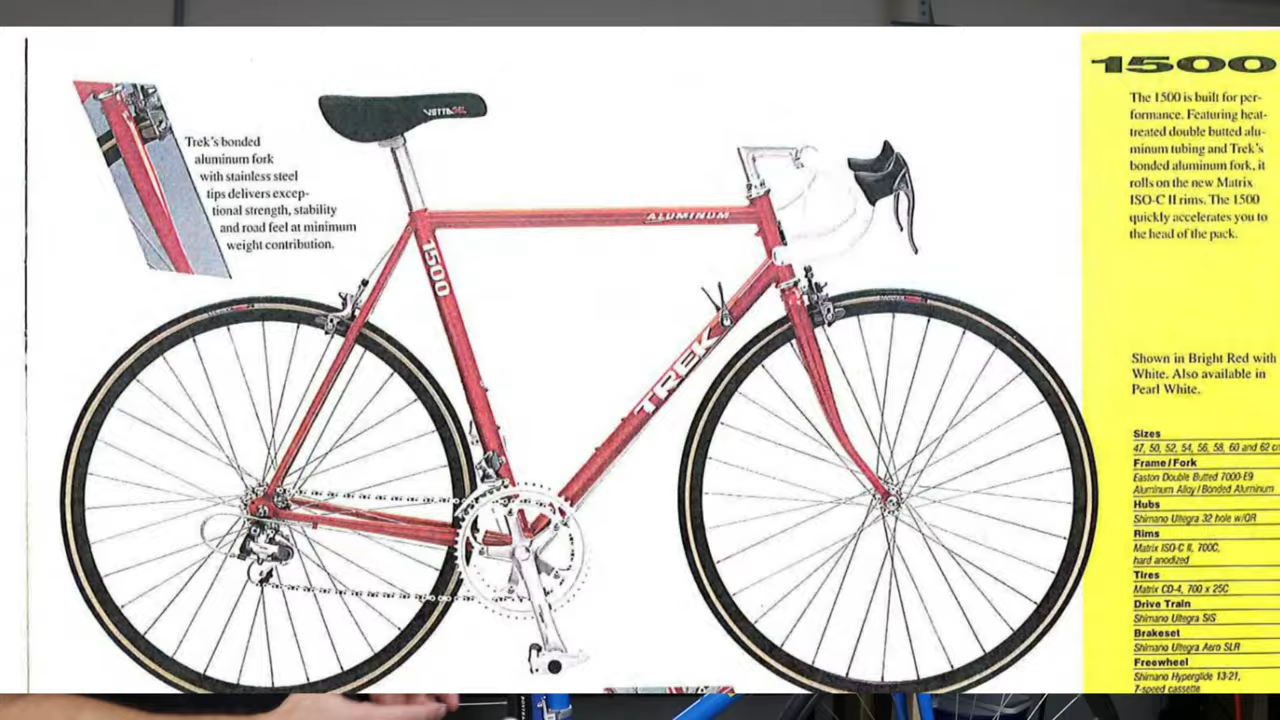 Trek's bonded
aluminum fork
with stainless steel
tips delivers excep-
tional strength, stability
and road feel at minimum
weight contribution.
ALUMINUM
1500
TREK
1500
The 1500 is built for per-
formance. Featuring heat-
treated double butted alu-
minum tubing and Trek's
bonded aluminum fork, it
rolls on the new Matrix
ISO-C II rims. The 1500
quickly accelerates you to
the head of the pack.
Shown in Bright Red with
White. Also available in
Pearl White.
Sizes
47, 50, 52, 54, 56, 58, 60 and 62 cm
Frame/Fork
Easton Double Butted 7000-E9
Aluminum Alloy/Bonded Aluminum
Hubs
Shimano Ultegra 32 hole w/QR
Rims
Matrix ISO-C II, 700C,
hard anodized
Tires
Matrix CD-4, 700 x 25C
Drive Train
Shimano Ultegra SIS
Brakeset
Shimano Ultegra Aero SLR
Freewheel
Shimano Hyperglide 13-21,
7-speed cassette